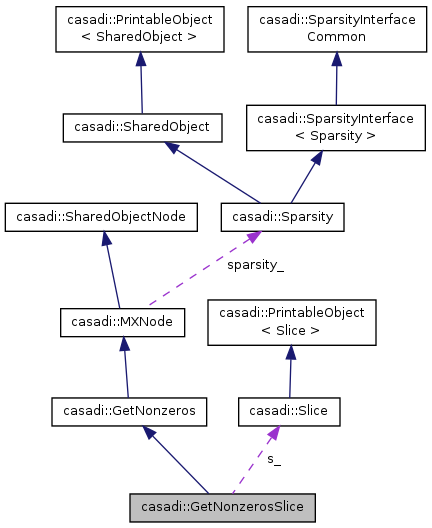 casadi::PrintableObject
< SharedObject >
casadi::SparsityInterface
Common
casadi::SharedObject
casadi::SparsityInterface
< Sparsity >
casadi::SharedObjectNode
casadi::Sparsity
sparsity_
casadi::MXNode
casadi::PrintableObject
< Slice >
casadi::GetNonzeros
casadi::Slice
s_
casadi::GetNonzerosSlice